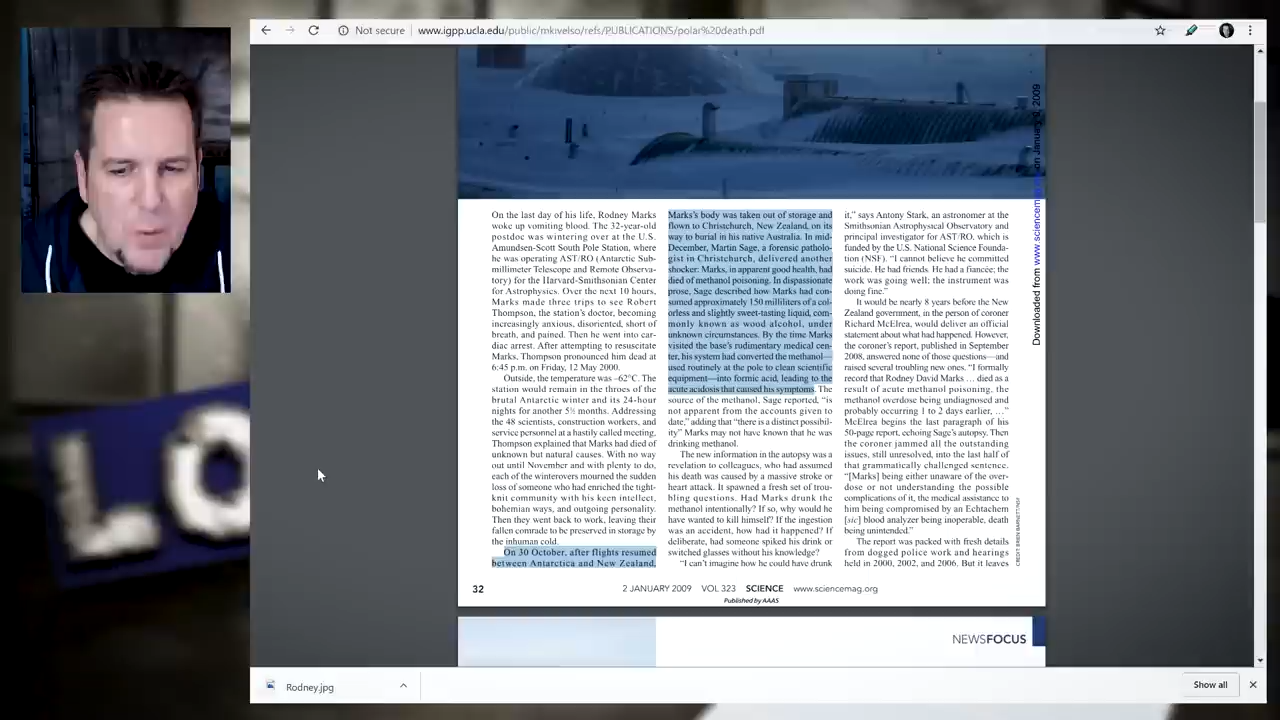 Not secure
www.igpp.ucla.edu/public/mkivelso/refs/PUBLICATIONS/polar%20death.pdf
On the last day of his life, Rodney Marks
woke up vomiting blood. The 32-year-old
postdoc was wintering over at the U.S.
Amundsen-Scott South Pole Station, where
he was operating AST/RO (Antarctic Sub-
millimeter Telescope and Remote Observa-
tory) for the Harvard-Smithsonian Center
for Astrophysics. Over the next 10 hours,
Marks made three trips to see Robert
Thompson, the station's doctor, becoming
increasingly anxious, disoriented, short of
breath, and pained. Then he went into car-
diac arrest. After attempting to resuscitate
Marks, Thompson pronounced him dead at
6:45 p.m. on Friday, 12 May 2000.
Outside, the temperature was –62°C. The
station would remain in the throes of the
brutal Antarctic winter and its 24-hour
nights for another 5½ months. Addressing
the 48 scientists, construction workers, and
service personnel at a hastily called meeting,
Thompson explained that Marks had died of
unknown but natural causes. With no way
out until November and with plenty to do,
each of the winterovers mourned the sudden
loss of someone who had enriched the tight-
knit community with his keen intellect,
bohemian ways, and outgoing personality.
Then they went back to work, leaving their
fallen comrade to be preserved in storage by
the inhuman cold.
On 30 October, after flights resumed
between Antarctica and New Zealand,
Marks's body was taken out of storage and
flown to Christchurch, New Zealand, on its
way to burial in his native Australia. In mid-
December, Martin Sage, a forensic patholo-
gist in Christchurch, delivered another
shocker: Marks, in apparent good health, had
died of methanol poisoning. In dispassionate
prose, Sage described how Marks had con-
sumed approximately 150 milliliters of a col-
orless and slightly sweet-tasting liquid, com-
monly known as wood alcohol, under
unknown circumstances. By the time Marks
visited the base's rudimentary medical cen-
ter, his system had converted the methanol—
used routinely at the pole to clean scientific
equipment—into formic acid, leading to the
acute acidosis that caused his symptoms. The
source of the methanol, Sage reported, "is
not apparent from the accounts given to
date," adding that "there is a distinct possibil-
ity" Marks may not have known that he was
drinking methanol.
The new information in the autopsy was a
revelation to colleagues, who had assumed
his death was caused by a massive stroke or
heart attack. It spawned a fresh set of trou-
bling questions. Had Marks drunk the
methanol intentionally? If so, why would he
have wanted to kill himself? If the ingestion
was an accident, how had it happened? If
deliberate, had someone spiked his drink or
switched glasses without his knowledge?
"I can't imagine how he could have drunk
it," says Antony Stark, an astronomer at the
Smithsonian Astrophysical Observatory and
principal investigator for AST/RO, which is
funded by the U.S. National Science Founda-
tion (NSF). "I cannot believe he committed
suicide. He had friends. He had a fiancée; the
work was going well; the instrument was
doing fine."
It would be nearly 8 years before the New
Zealand government, in the person of coroner
Richard McElrea, would deliver an official
statement about what had happened. However,
the coroner's report, published in September
2008, answered none of those questions—and
raised several troubling new ones. "I formally
record that Rodney David Marks … died as a
result of acute methanol poisoning, the
methanol overdose being undiagnosed and
probably occurring 1 to 2 days earlier, …"
McElrea begins the last paragraph of his
50-page report, echoing Sage's autopsy. Then
the coroner jammed all the outstanding
issues, still unresolved, into the last half of
that grammatically challenged sentence.
"[Marks] being either unaware of the over-
dose or not understanding the possible
complications of it, the medical assistance to
him being compromised by an Echtachem
[sic] blood analyzer being inoperable, death
being unintended."
The report was packed with fresh details
from dogged police work and hearings
held in 2000, 2002, and 2006. But it leaves
CREDIT: BRIEN BARNETT/NSF
32
2 JANUARY 2009 VOL 323 SCIENCE www.sciencemag.org
Published by AAAS
NEWSFOCUS
Rodney.jpg
Show all
LO